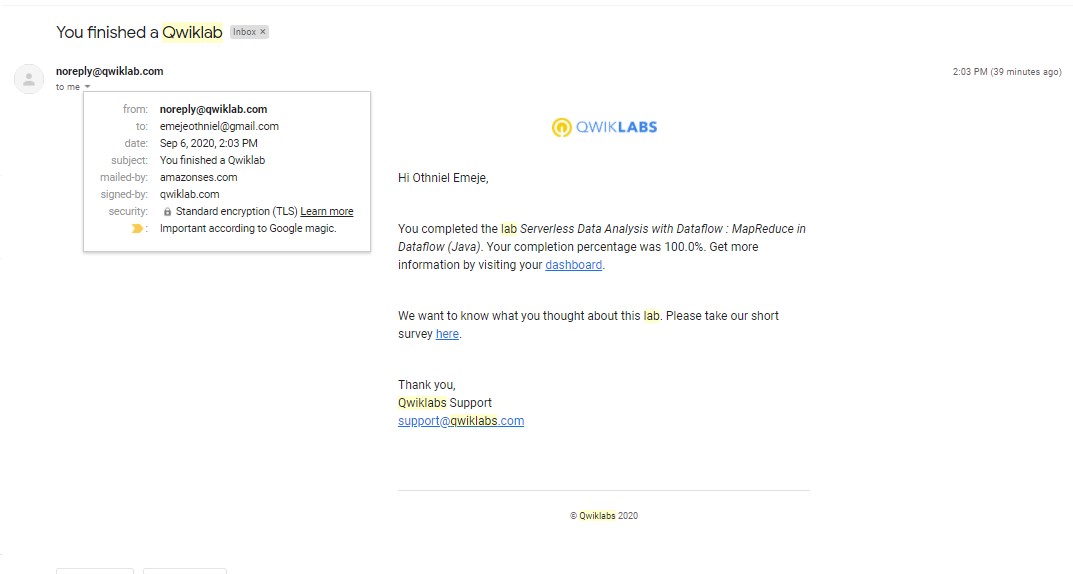 You finished a Qwiklab Inbox ×
noreply@qwiklab.com 2:03 PM (39 minutes ago)
to me
from: noreply@qwiklab.com
to: emejeothniel@gmail.com
date: Sep 6, 2020, 2:03 PM
subject: You finished a Qwiklab
mailed-by: amazonses.com
signed-by: qwiklab.com
security: Standard encryption (TLS) Learn more
: Important according to Google magic.
QWIKLABS
Hi Othniel Emeje,
You completed the lab Serverless Data Analysis with Dataflow : MapReduce in
Dataflow (Java). Your completion percentage was 100.0%. Get more
information by visiting your dashboard.
We want to know what you thought about this lab. Please take our short
survey here.
Thank you,
Qwiklabs Support
support@qwiklabs.com
© Qwiklabs 2020